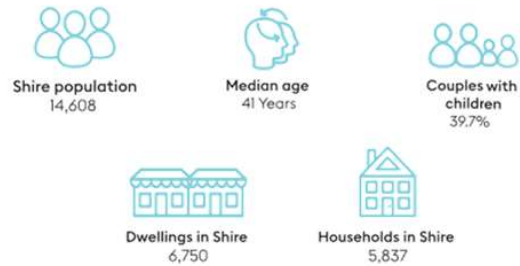 Shire population
14,608
Median age
41 Years
Couples with
children
39.7%
Dwellings in Shire
6,750
Households in Shire
5,837